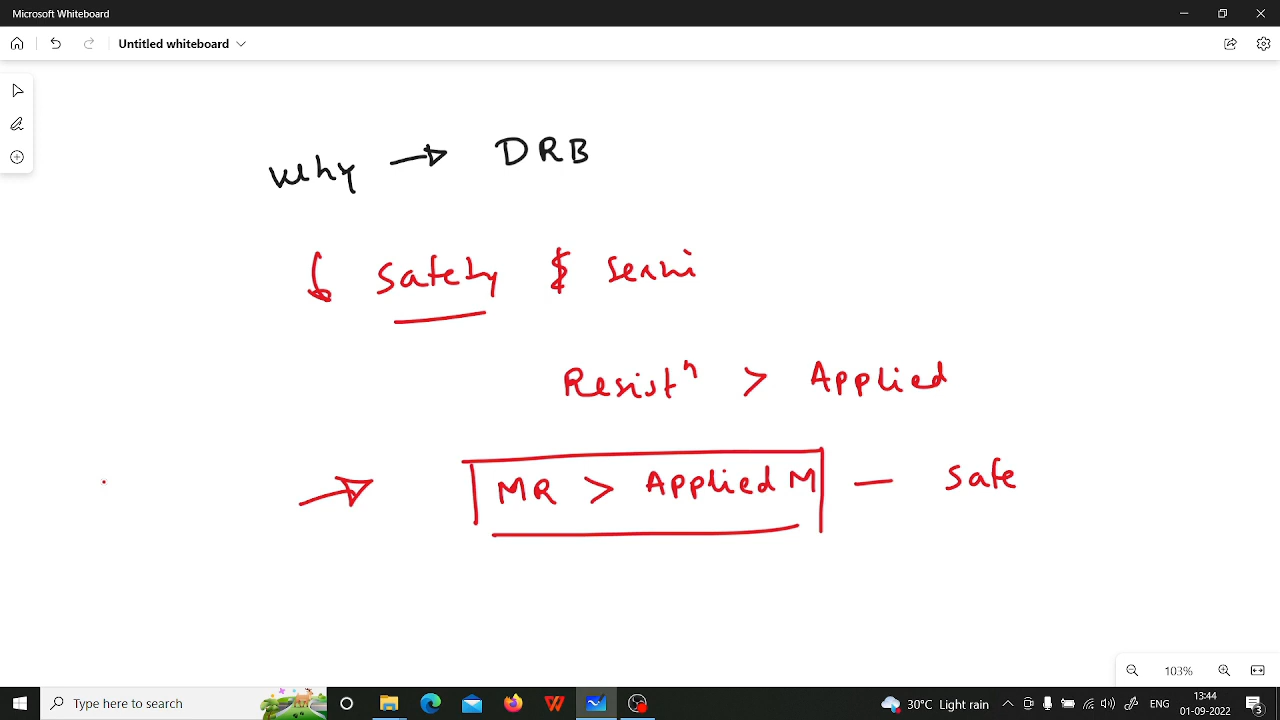 Microsoft Whiteboard
Untitled whiteboard
why → DRB
Safety & servi
Resistⁿ > Applied
MR > Applied M — Safe
103%
Type here to search
30°C Light rain
ENG
13:44
01-09-2022
3